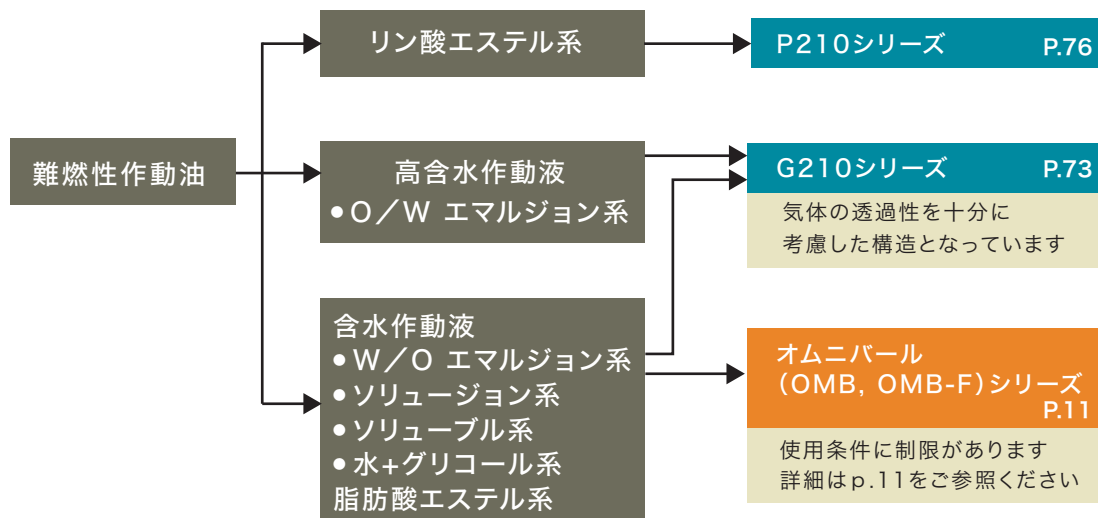 難燃性作動油
リン酸エステル系
P210シリーズ P.76
高含水作動液
●O/W エマルジョン系
G210シリーズ P.73
気体の透過性を十分に
考慮した構造となっています
含水作動液
●W/O エマルジョン系
●ソリュージョン系
●ソリューブル系
●水+グリコール系
脂肪酸エステル系
オムニバール
(OMB, OMB-F)シリーズ
P.11
使用条件に制限があります
詳細はp.11をご参照ください